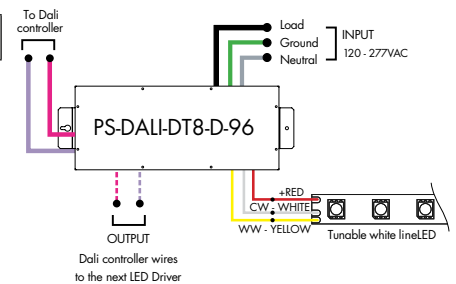 To Dali
controller
Load
Ground
Neutral
INPUT
120 - 277VAC
PS-DALI-DT8-D-96
+RED
CW - WHITE
WW - YELLOW
Tunable white lineLED
OUTPUT
Dali controller wires
to the next LED Driver